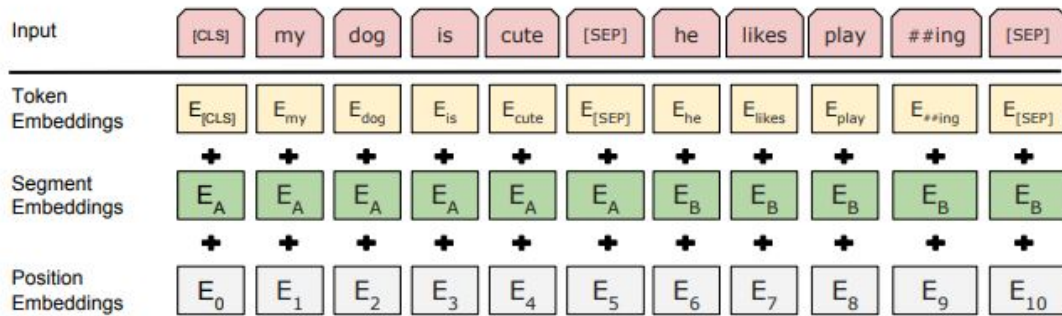 Input [CLS] my dog is cute [SEP] he likes play ##ing [SEP]
Token
Embeddings E[CLS] Emy Edog Eis Ecute E[SEP] Ehe Elikes Eplay E##ing E[SEP]
+ + + + + + + + + + +
Segment
Embeddings EA EA EA EA EA EA EB EB EB EB EB
+ + + + + + + + + + +
Position
Embeddings E0 E1 E2 E3 E4 E5 E6 E7 E8 E9 E10